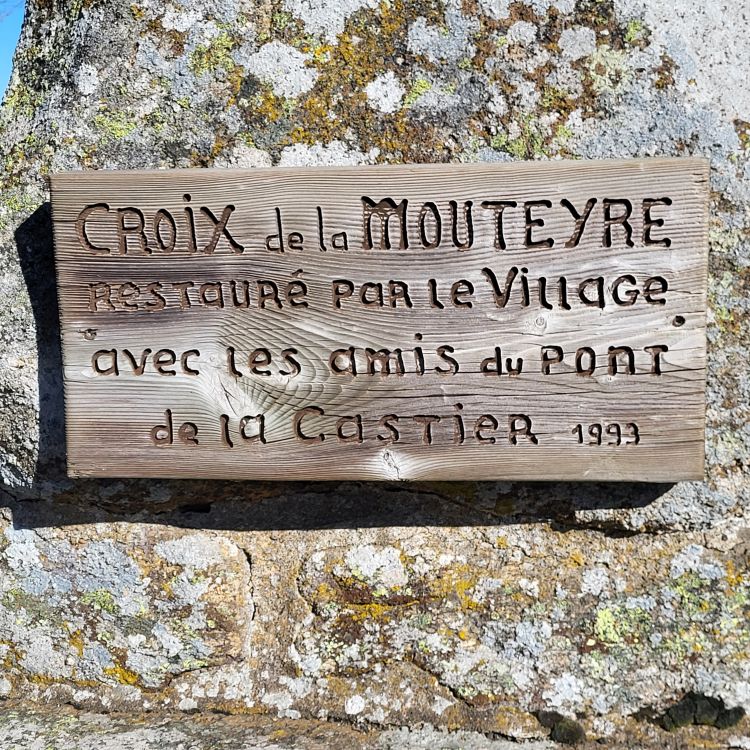 CROIX de la MOUTEYRE
restauré par le Village
avec les amis du Pont
de la Castier 1993